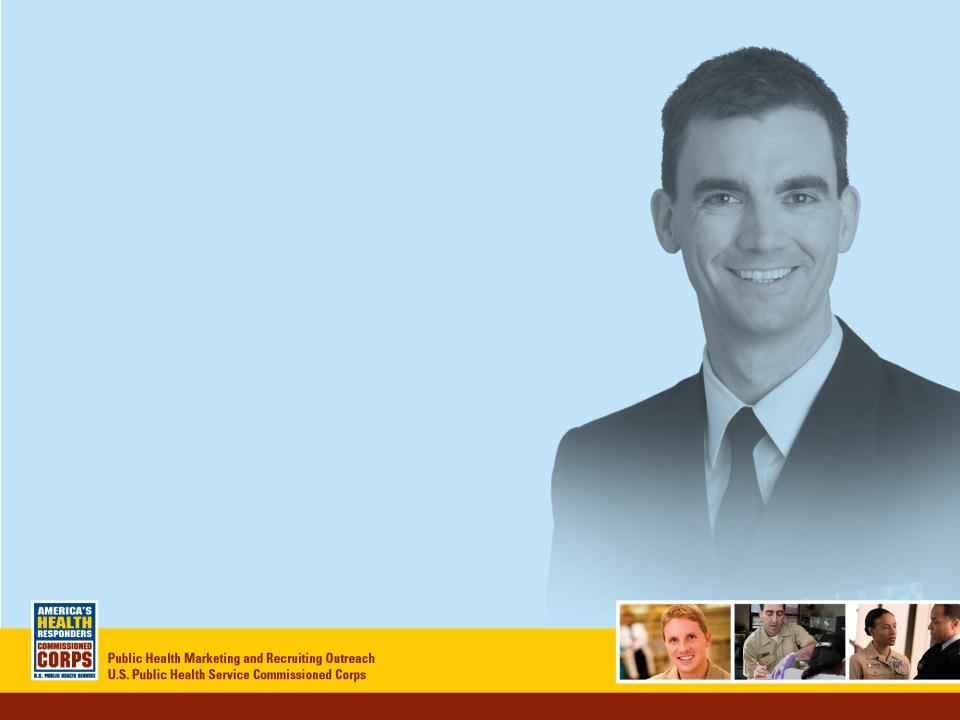 AMERICA'S
HEALTH
RESPONDERS
COMMISSIONED
CORPS
U.S. PUBLIC HEALTH SERVICE
Public Health Marketing and Recruiting Outreach
U.S. Public Health Service Commissioned Corps